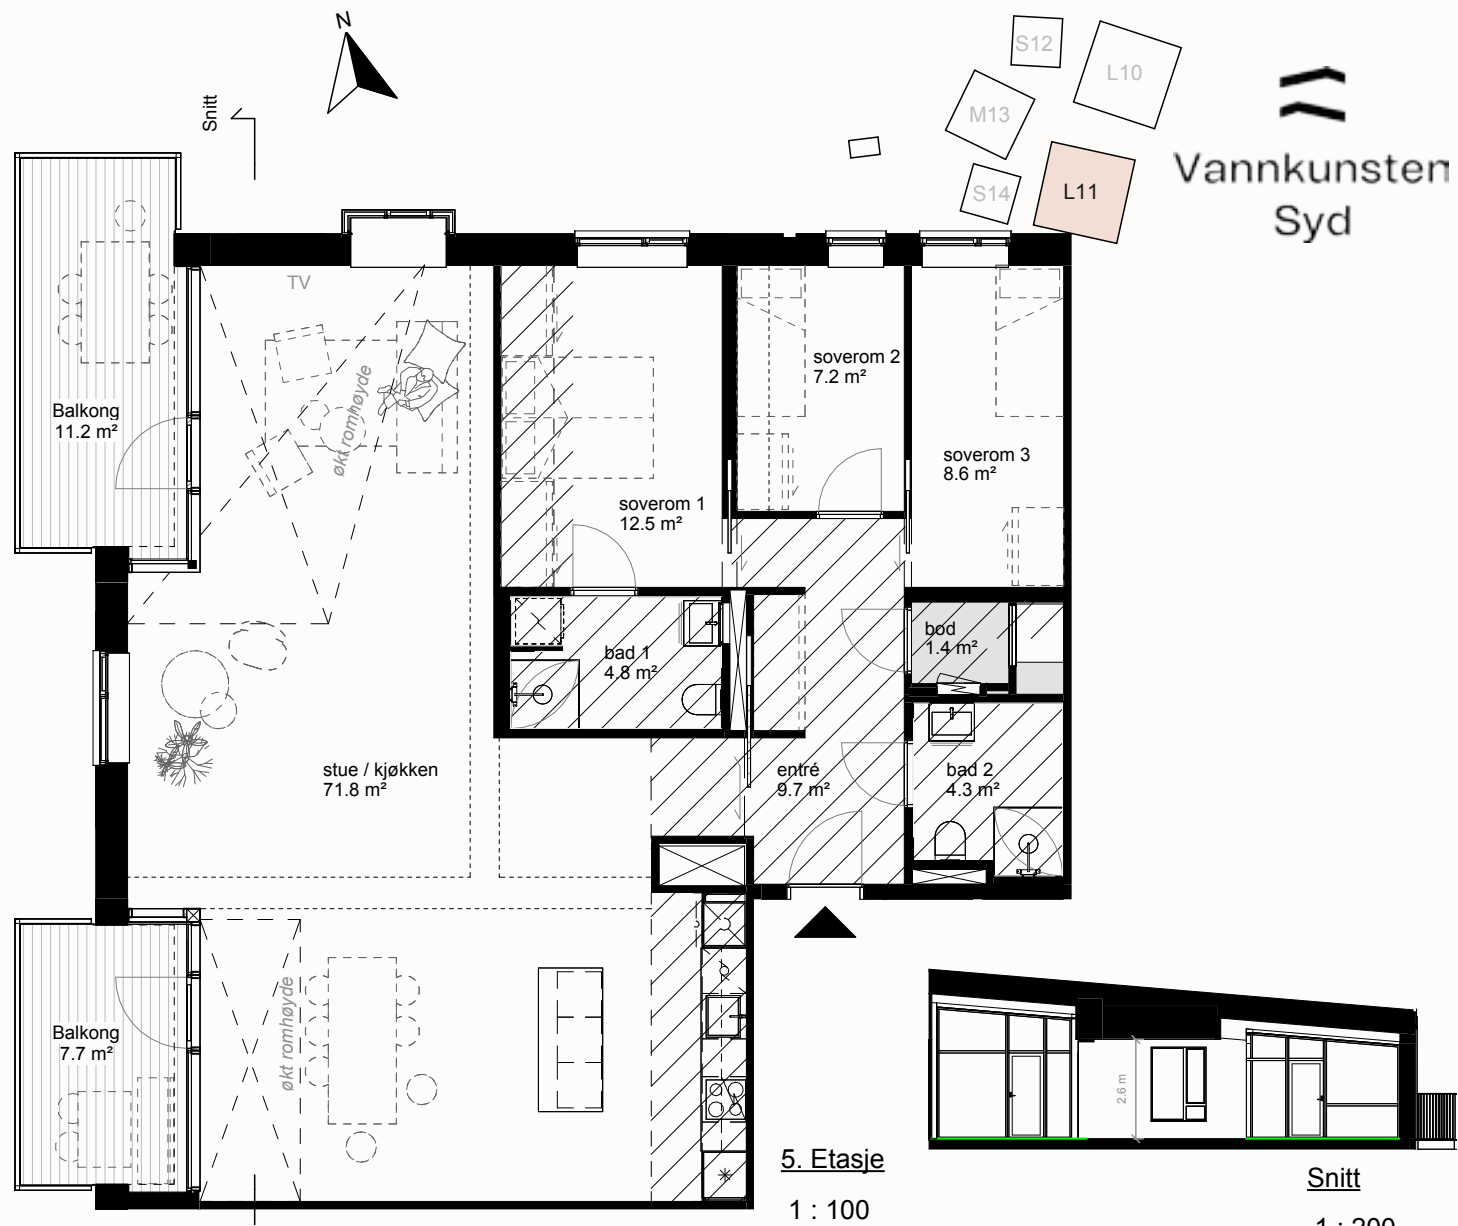 N
Snitt
S12
L10
M13
S14
L11
Vannkunsten
Syd
TV
økt romhøyde
Balkong
11.2 m²
soverom 1
12.5 m²
soverom 2
7.2 m²
soverom 3
8.6 m²
bad 1
4.8 m²
bod
1.4 m²
stue / kjøkken
71.8 m²
entré
9.7 m²
bad 2
4.3 m²
Balkong
7.7 m²
økt romhøyde
2.6 m
5. Etasje
1 : 100
Snitt
1 : 200